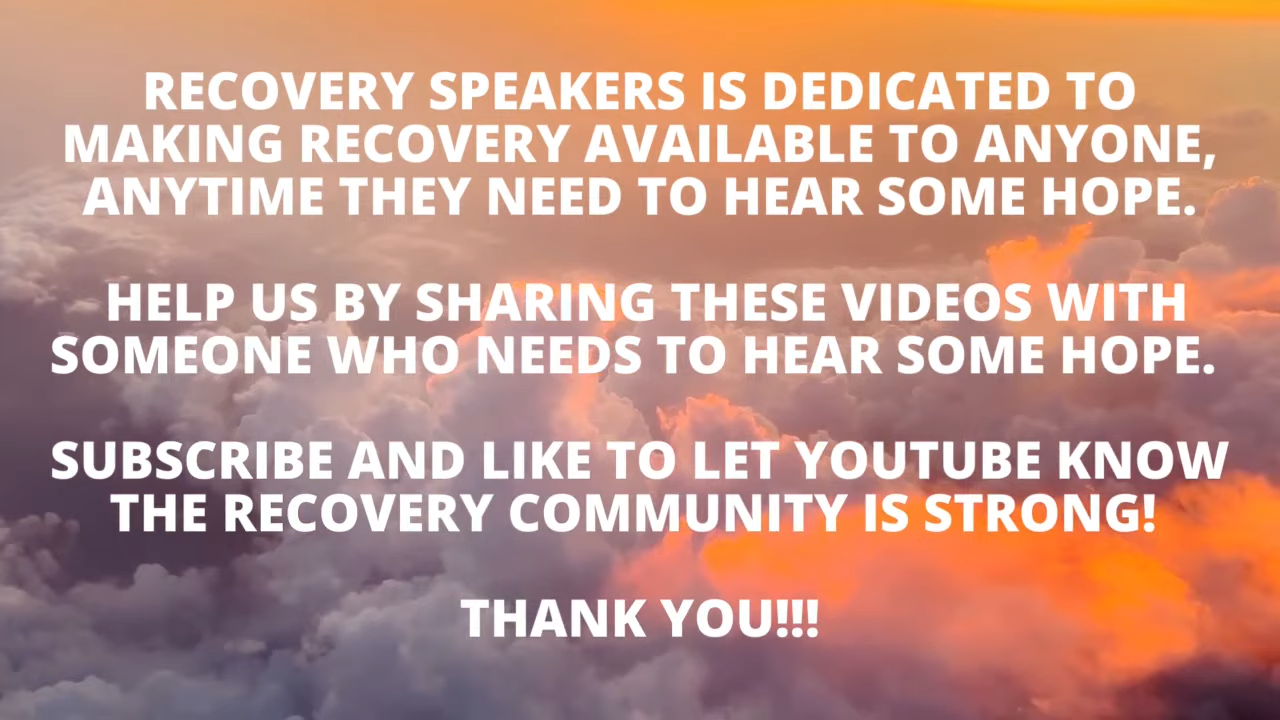 RECOVERY SPEAKERS IS DEDICATED TO
MAKING RECOVERY AVAILABLE TO ANYONE,
ANYTIME THEY NEED TO HEAR SOME HOPE.
HELP US BY SHARING THESE VIDEOS WITH
SOMEONE WHO NEEDS TO HEAR SOME HOPE.
SUBSCRIBE AND LIKE TO LET YOUTUBE KNOW
THE RECOVERY COMMUNITY IS STRONG!
THANK YOU!!!